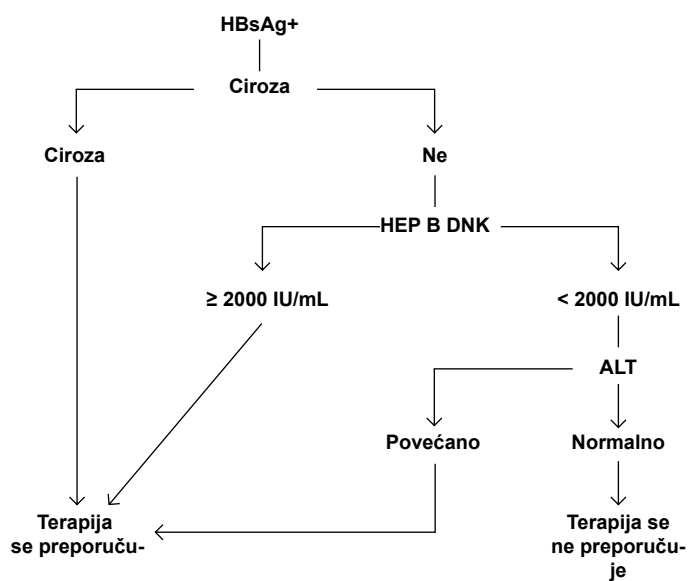 HBsAg+
Ciroza
Ciroza
Ne
HEP B DNK
≥ 2000 IU/mL
< 2000 IU/mL
ALT
Povećano
Normalno
Terapija
se preporuču-
Terapija se
ne preporuču-
je